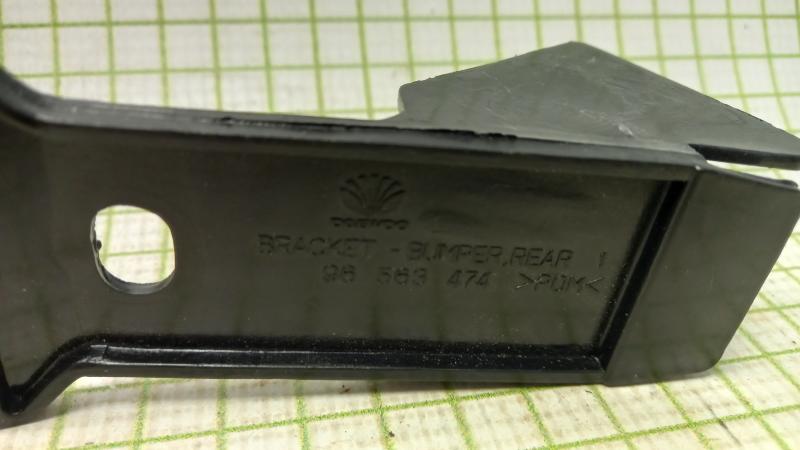 DAEWOO
BRACKET - BUMPER,REAR 1
96 563 474 >POM<